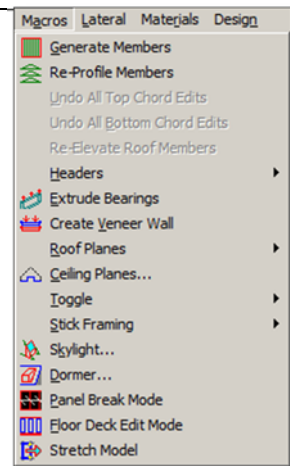 Macros Lateral Materials Design
Generate Members
Re-Profile Members
Undo All Top Chord Edits
Undo All Bottom Chord Edits
Re-Elevate Roof Members
Headers
Extrude Bearings
Create Veneer Wall
Roof Planes
Ceiling Planes...
Toggle
Stick Framing
Skylight...
Dormer...
Panel Break Mode
Floor Deck Edit Mode
Stretch Model